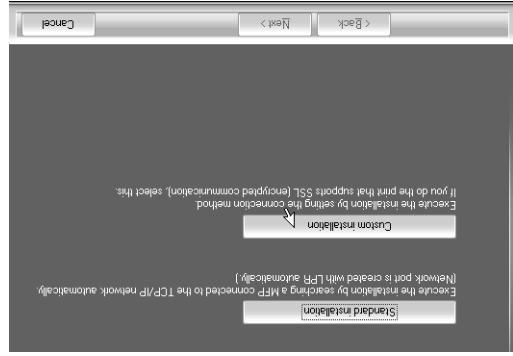 Standard installation
Execute the installation by searching a MFP connected to the TCP/IP network automatically.
(Network port is created with LPR automatically.)
Custom installation
Execute the installation by setting the connection method.
If you do the print that supports SSL (encrypted communication), select this.
< Back
Next >
Cancel